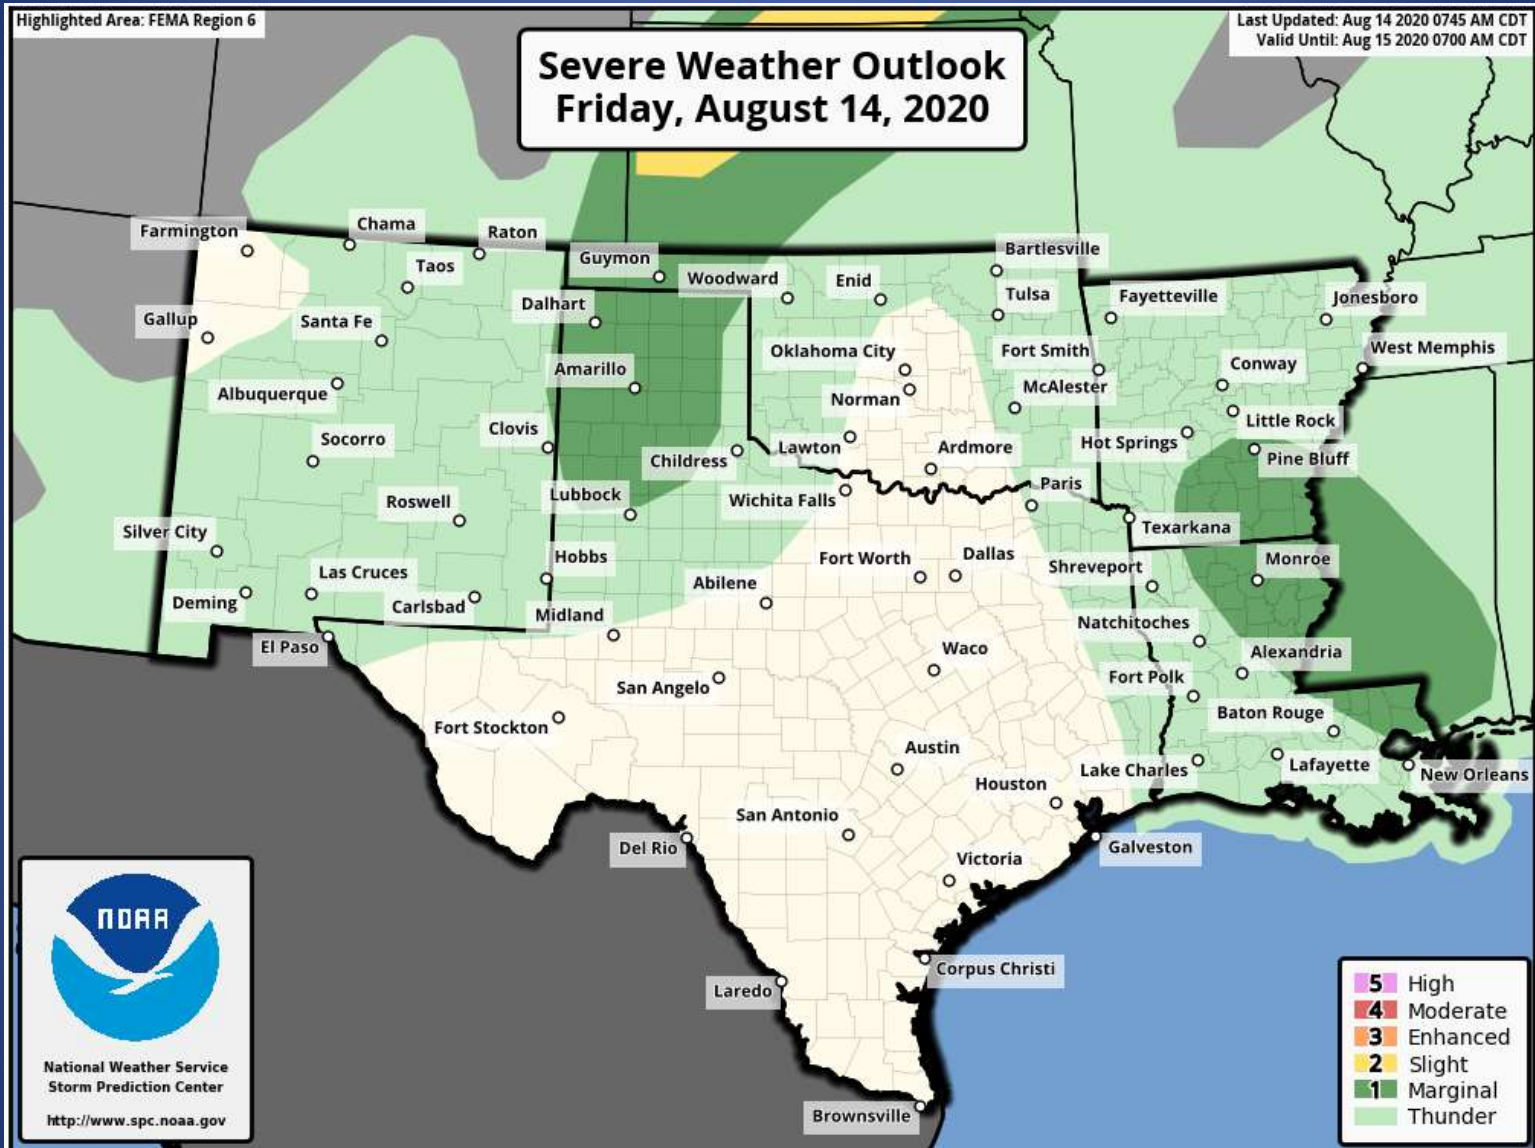 Highlighted Area: FEMA Region 6
Last Updated: Aug 14 2020 0745 AM CDT
Valid Until: Aug 15 2020 0700 AM CDT
Severe Weather Outlook
Friday, August 14, 2020
Farmington
Chama
Raton
Taos
Guymon
Woodward
Enid
Bartlesville
Tulsa
Fayetteville
Jonesboro
Gallup
Santa Fe
Dalhart
Oklahoma City
Fort Smith
Conway
West Memphis
Albuquerque
Amarillo
Norman
McAlester
Little Rock
Socorro
Clovis
Childress
Lawton
Ardmore
Hot Springs
Pine Bluff
Roswell
Lubbock
Wichita Falls
Paris
Texarkana
Silver City
Las Cruces
Hobbs
Abilene
Fort Worth
Dallas
Shreveport
Monroe
Deming
Carlsbad
Midland
Natchitoches
El Paso
San Angelo
Waco
Fort Polk
Alexandria
Fort Stockton
Austin
Baton Rouge
Houston
Lake Charles
Lafayette
New Orleans
San Antonio
Del Rio
Victoria
Galveston
Laredo
Corpus Christi
Brownsville
NOAA
National Weather Service
Storm Prediction Center
http://www.spc.noaa.gov
5 High
4 Moderate
3 Enhanced
2 Slight
1 Marginal
Thunder